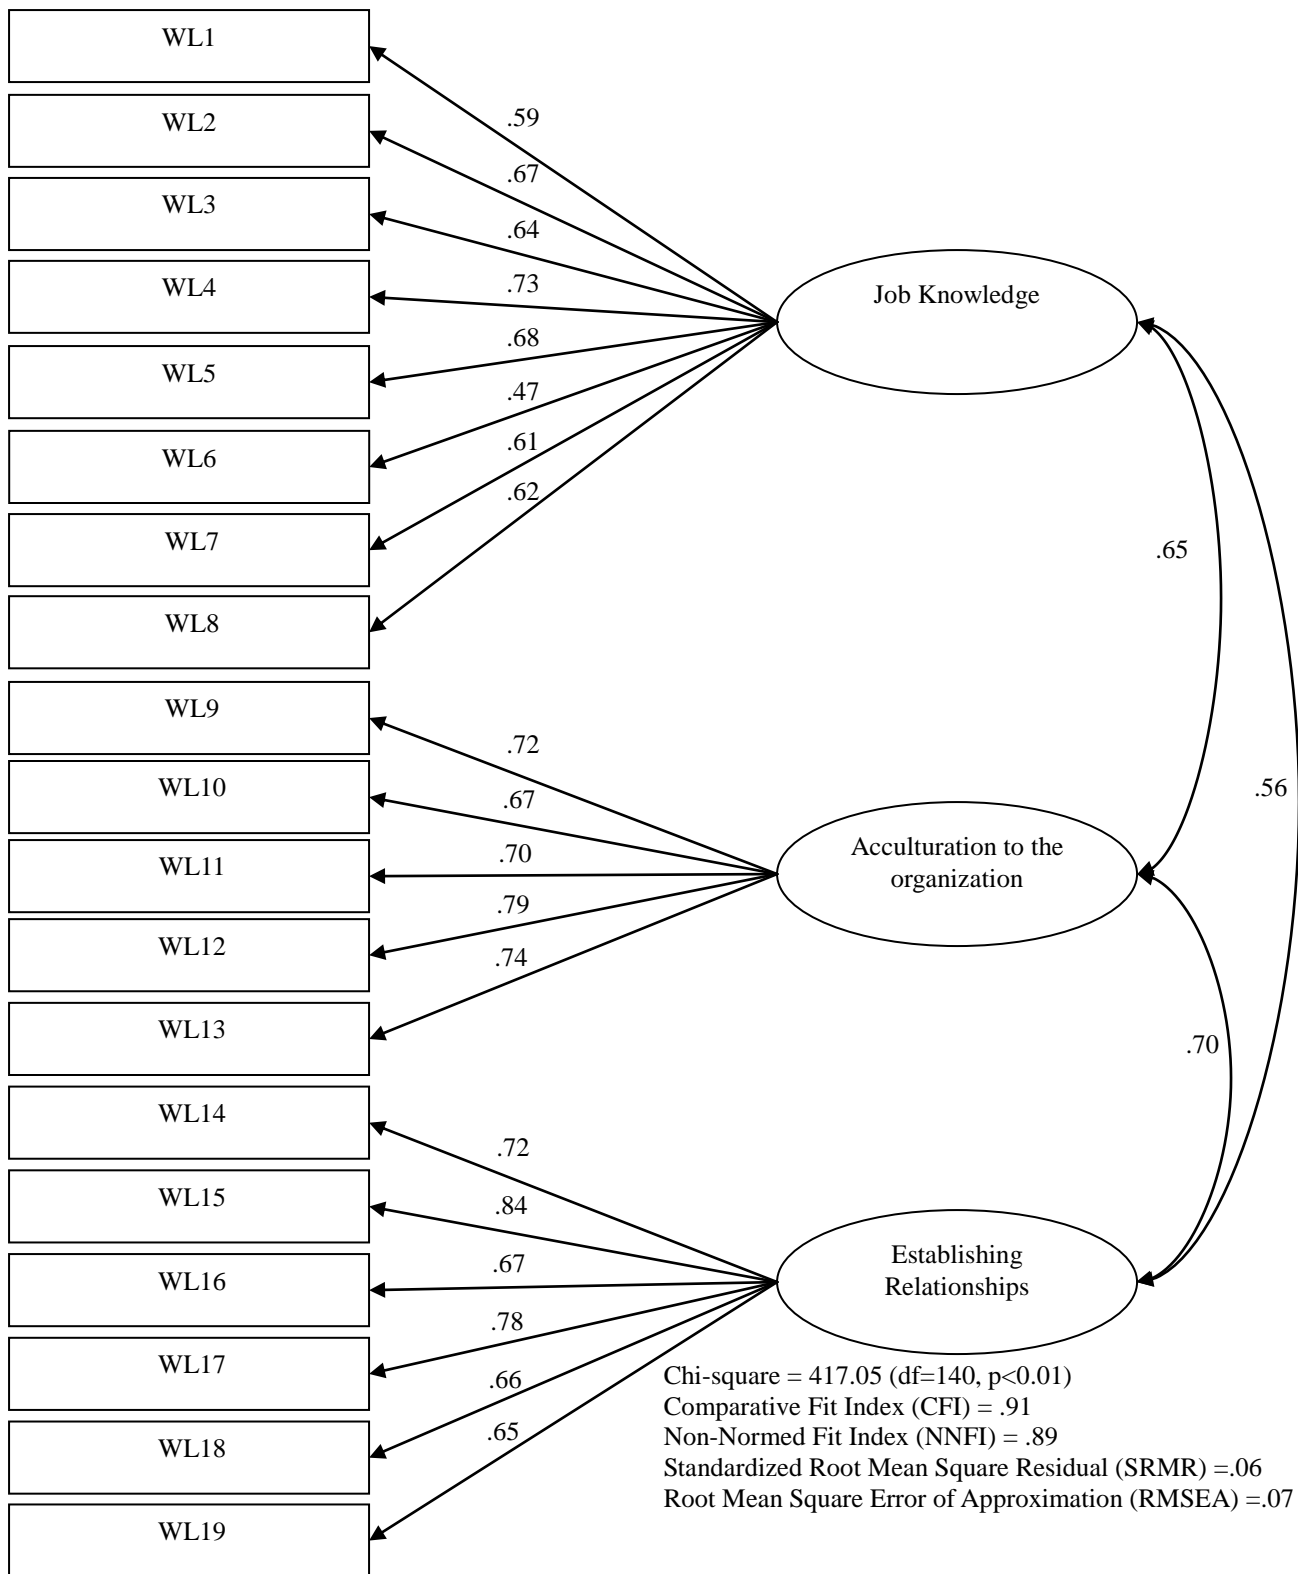 WL1
WL2
WL3
WL4
WL5
WL6
WL7
WL8
WL9
WL10
WL11
WL12
WL13
WL14
WL15
WL16
WL17
WL18
WL19
.59
.67
.64
.73
.68
.47
.61
.62
.72
.67
.70
.79
.74
.72
.84
.67
.78
.66
.65
Job Knowledge
Acculturation to the
organization
Establishing
Relationships
.65
.56
.70
Chi-square = 417.05 (df=140, p<0.01)
Comparative Fit Index (CFI) = .91
Non-Normed Fit Index (NNFI) = .89
Standardized Root Mean Square Residual (SRMR) =.06
Root Mean Square Error of Approximation (RMSEA) =.07